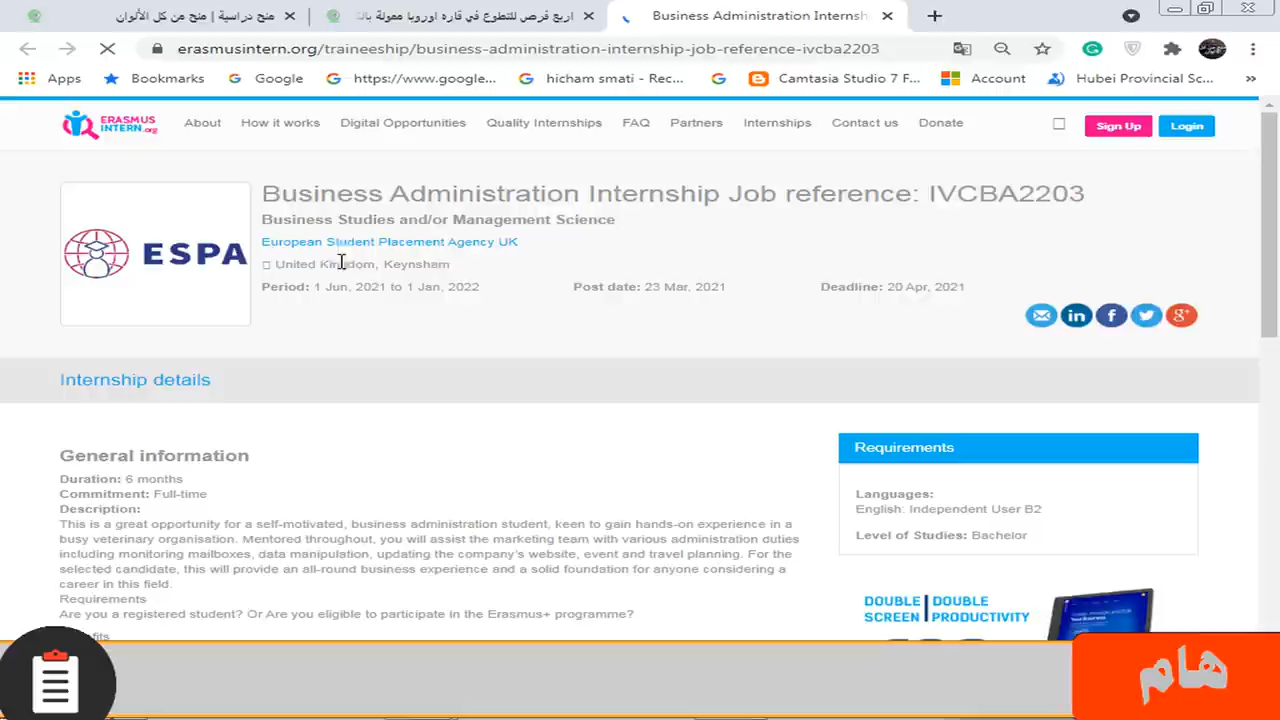 منح دراسية | منح من كل الألوان
اربع فرص للتطوع في قاره اوروبا ممولة بالك
Business Administration Internsh
erasmusintern.org/traineeship/business-administration-internship-job-reference-ivcba2203
Apps
Bookmarks
Google
https://www.google...
hicham smati - Rec...
Camtasia Studio 7 F...
Account
Hubei Provincial Sc...
»
ERASMUS
INTERN.org
About
How it works
Digital Opportunities
Quality Internships
FAQ
Partners
Internships
Contact us
Donate
Sign Up
Login
ESPA
Business Administration Internship Job reference: IVCBA2203
Business Studies and/or Management Science
European Student Placement Agency UK
United Kingdom, Keynsham
Period: 1 Jun, 2021 to 1 Jan, 2022
Post date: 23 Mar, 2021
Deadline: 20 Apr, 2021
Internship details
General information
Duration: 6 months
Commitment: Full-time
Description:
This is a great opportunity for a self-motivated, business administration student, keen to gain hands-on experience in a
busy veterinary organisation. Mentored throughout, you will assist the marketing team with various administration duties
including monitoring mailboxes, data manipulation, updating the company's website, event and travel planning. For the
selected candidate, this will provide an all-round business experience and a solid foundation for anyone considering a
career in this field.
Requirements
Are you a registered student? Or Are you eligible to participate in the Erasmus+ programme?
Requirements
Languages:
English: Independent User B2
Level of Studies: Bachelor
DOUBLE SCREEN
DOUBLE PRODUCTIVITY
هام